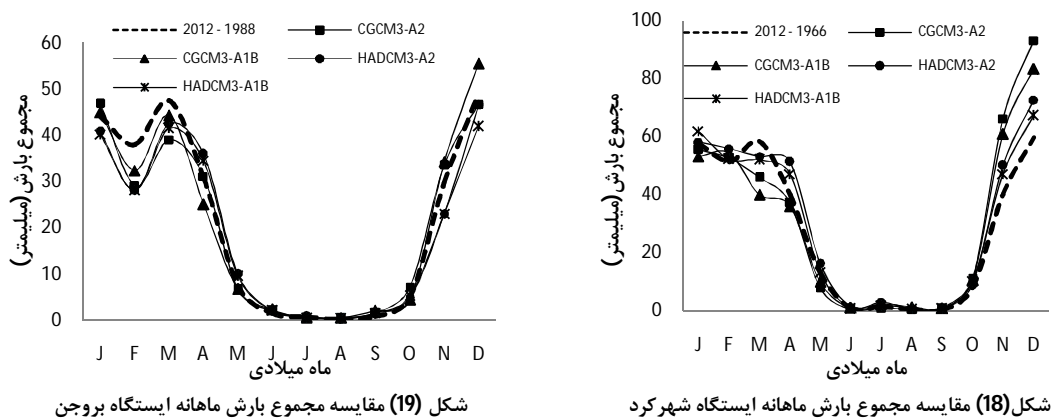 60
50
40
30
20
10
0
مجموع بارش(میلیمتر)
2012 - 1988
CGCM3-A2
CGCM3-A1B
HADCM3-A2
HADCM3-A1B
J F M A M J J A S O N D
ماه میلادی
شکل (19) مقایسه مجموع بارش ماهانه ایستگاه بروجن
100
80
60
40
20
0
مجموع بارش(میلیمتر)
2012 - 1966
CGCM3-A2
CGCM3-A1B
HADCM3-A2
HADCM3-A1B
J F M A M J J A S O N D
ماه میلادی
شکل(18) مقایسه مجموع بارش ماهانه ایستگاه شهرکرد